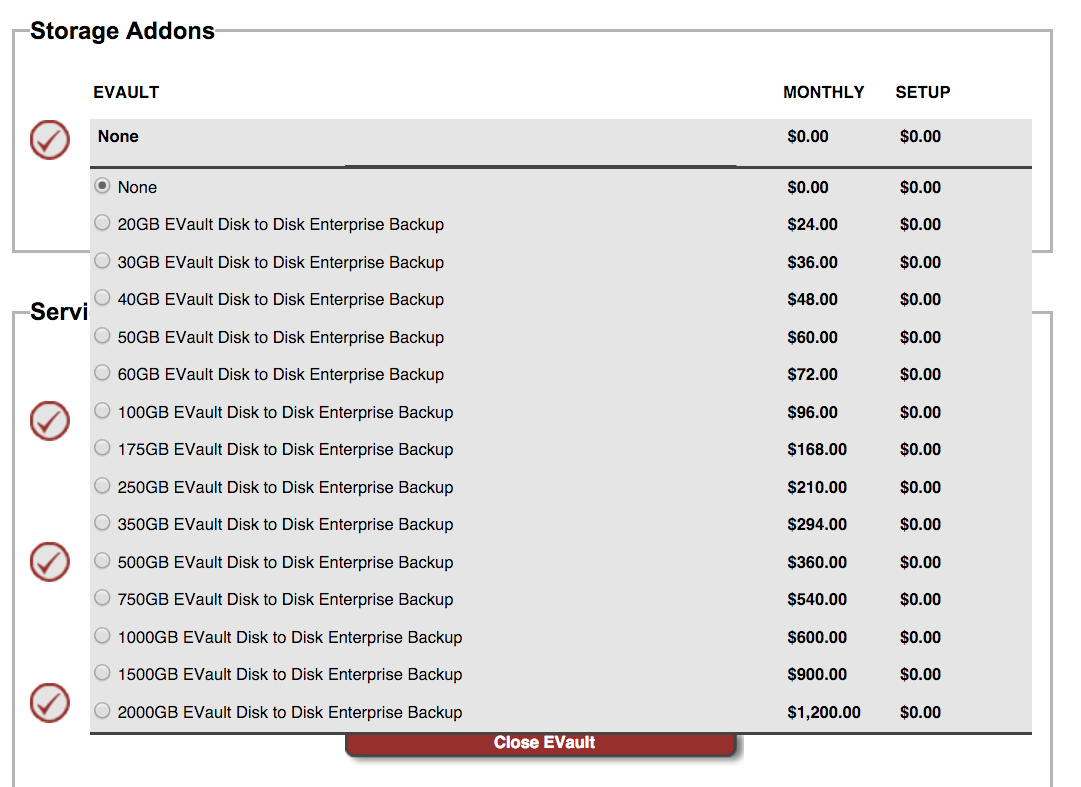 Storage Addons
EVAULT MONTHLY SETUP
None $0.00 $0.00
None $0.00 $0.00
20GB EVault Disk to Disk Enterprise Backup $24.00 $0.00
30GB EVault Disk to Disk Enterprise Backup $36.00 $0.00
Servi
40GB EVault Disk to Disk Enterprise Backup $48.00 $0.00
50GB EVault Disk to Disk Enterprise Backup $60.00 $0.00
60GB EVault Disk to Disk Enterprise Backup $72.00 $0.00
100GB EVault Disk to Disk Enterprise Backup $96.00 $0.00
175GB EVault Disk to Disk Enterprise Backup $168.00 $0.00
250GB EVault Disk to Disk Enterprise Backup $210.00 $0.00
350GB EVault Disk to Disk Enterprise Backup $294.00 $0.00
500GB EVault Disk to Disk Enterprise Backup $360.00 $0.00
750GB EVault Disk to Disk Enterprise Backup $540.00 $0.00
1000GB EVault Disk to Disk Enterprise Backup $600.00 $0.00
1500GB EVault Disk to Disk Enterprise Backup $900.00 $0.00
2000GB EVault Disk to Disk Enterprise Backup $1,200.00 $0.00
Close EVault